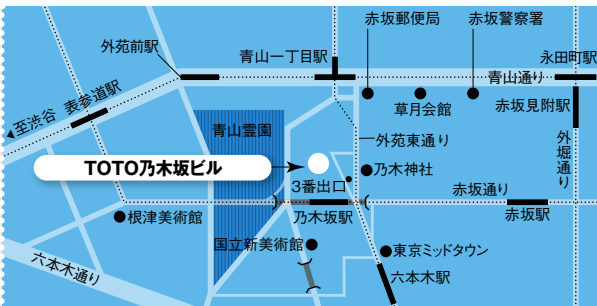 赤坂郵便局
赤坂警察署
外苑前駅
青山一丁目駅
永田町駅
青山通り
表参道駅
至渋谷
草月会館
赤坂見附駅
青山霊園
外苑東通り
外堀通り
TOTO乃木坂ビル
乃木神社
3番出口
赤坂通り
根津美術館
乃木坂駅
赤坂駅
国立新美術館
東京ミッドタウン
六本木通り
六本木駅